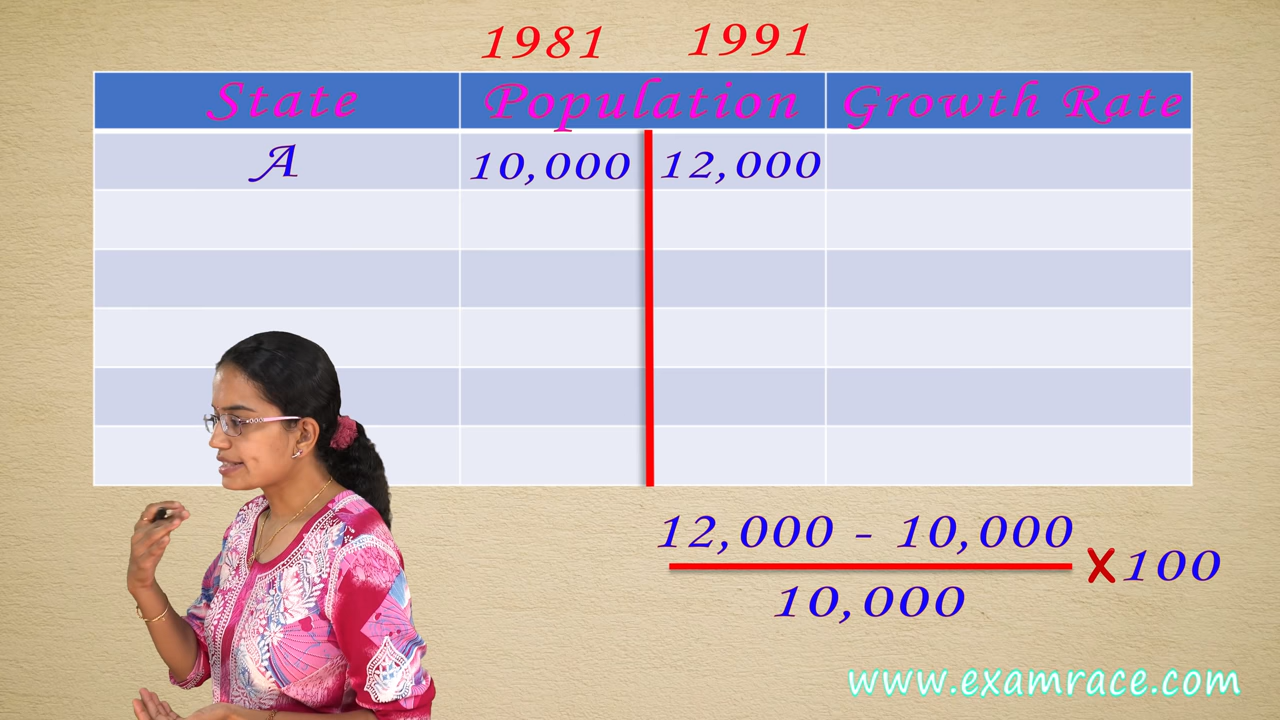 1981 1991
State Population Growth Rate
A 10,000 12,000
12,000 - 10,000
x100
10,000
www.examrace.com